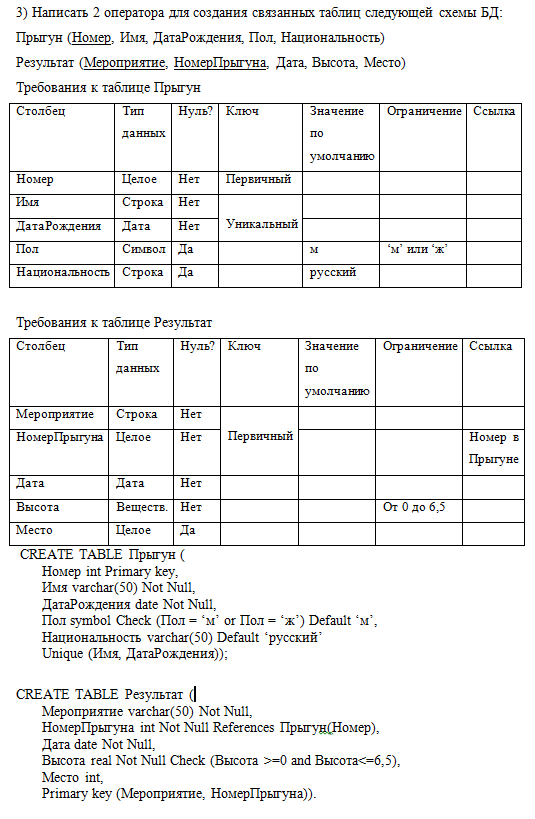 3) Написать 2 оператора для создания связанных таблиц следующей схемы БД:
Прыгун (Номер, Имя, ДатаРождения, Пол, Национальность)
Результат (Мероприятие, НомерПрыгуна, Дата, Высота, Место)
Требования к таблице Прыгун
Столбец Тип данных Нуль? Ключ Значение по умолчанию Ограничение Ссылка
Номер Целое Нет Первичный
Имя Строка Нет Уникальный
ДатаРождения Дата Нет
Пол Символ Да м ‘м’ или ‘ж’
Национальность Строка Да русский
Требования к таблице Результат
Столбец Тип данных Нуль? Ключ Значение по умолчанию Ограничение Ссылка
Мероприятие Строка Нет Первичный
НомерПрыгуна Целое Нет Номер в Прыгуне
Дата Дата Нет
Высота Веществ. Нет От 0 до 6,5
Место Целое Да
CREATE TABLE Прыгун (
Номер int Primary key,
Имя varchar(50) Not Null,
ДатаРождения date Not Null,
Пол symbol Check (Пол = ‘м’ or Пол = ‘ж’) Default ‘м’,
Национальность varchar(50) Default ‘русский’
Unique (Имя, ДатаРождения));
CREATE TABLE Результат (
Мероприятие varchar(50) Not Null,
НомерПрыгуна int Not Null References Прыгун(Номер),
Дата date Not Null,
Высота real Not Null Check (Высота >=0 and Высота<=6,5),
Место int,
Primary key (Мероприятие, НомерПрыгуна)).